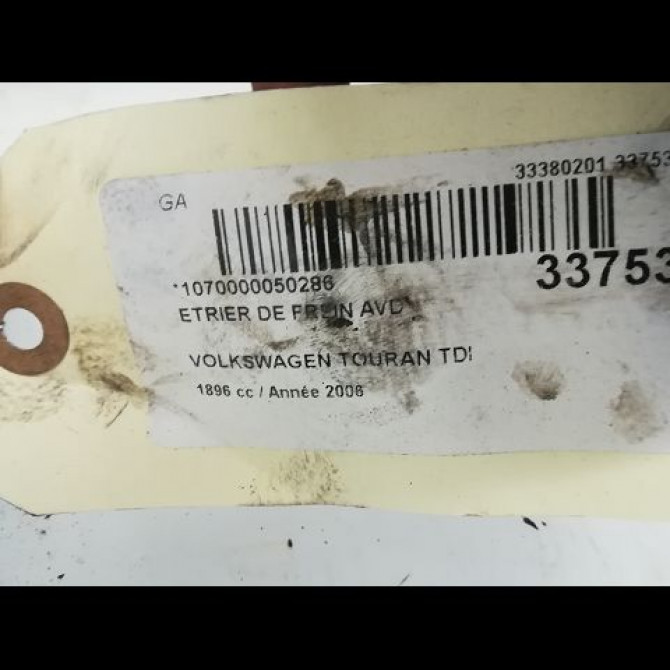 GA 33380201 33753
*1070000050286 33753
ETRIER DE FREIN AVD
VOLKSWAGEN TOURAN TDI
1896 cc / Année 2006